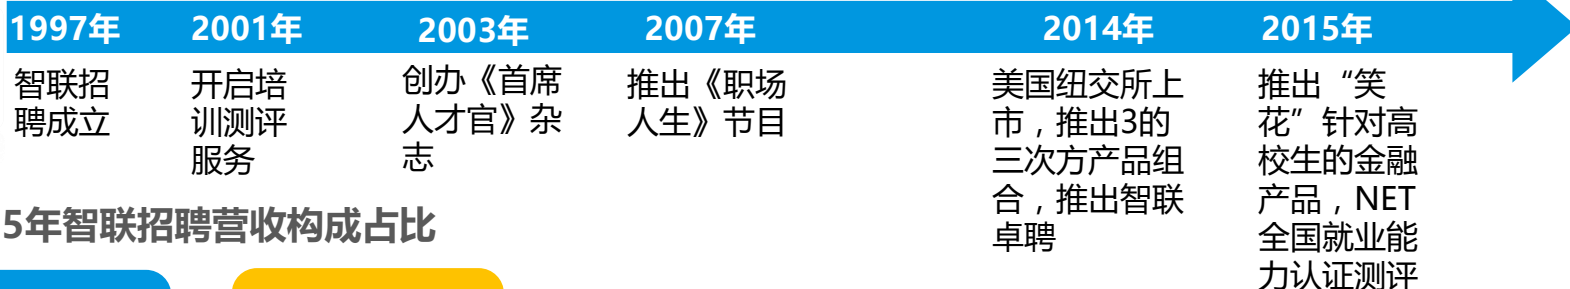 1997年
2001年
2003年
2007年
2014年
2015年
智联招
聘成立
开启培
训测评
服务
创办《首席
人才官》杂
志
推出《职场
人生》节目
美国纽交所上
市，推出3的
三次方产品组
合，推出智联
卓聘
推出“笑
花”针对高
校生的金融
产品，NET
全国就业能
力认证测评
5年智联招聘营收构成占比